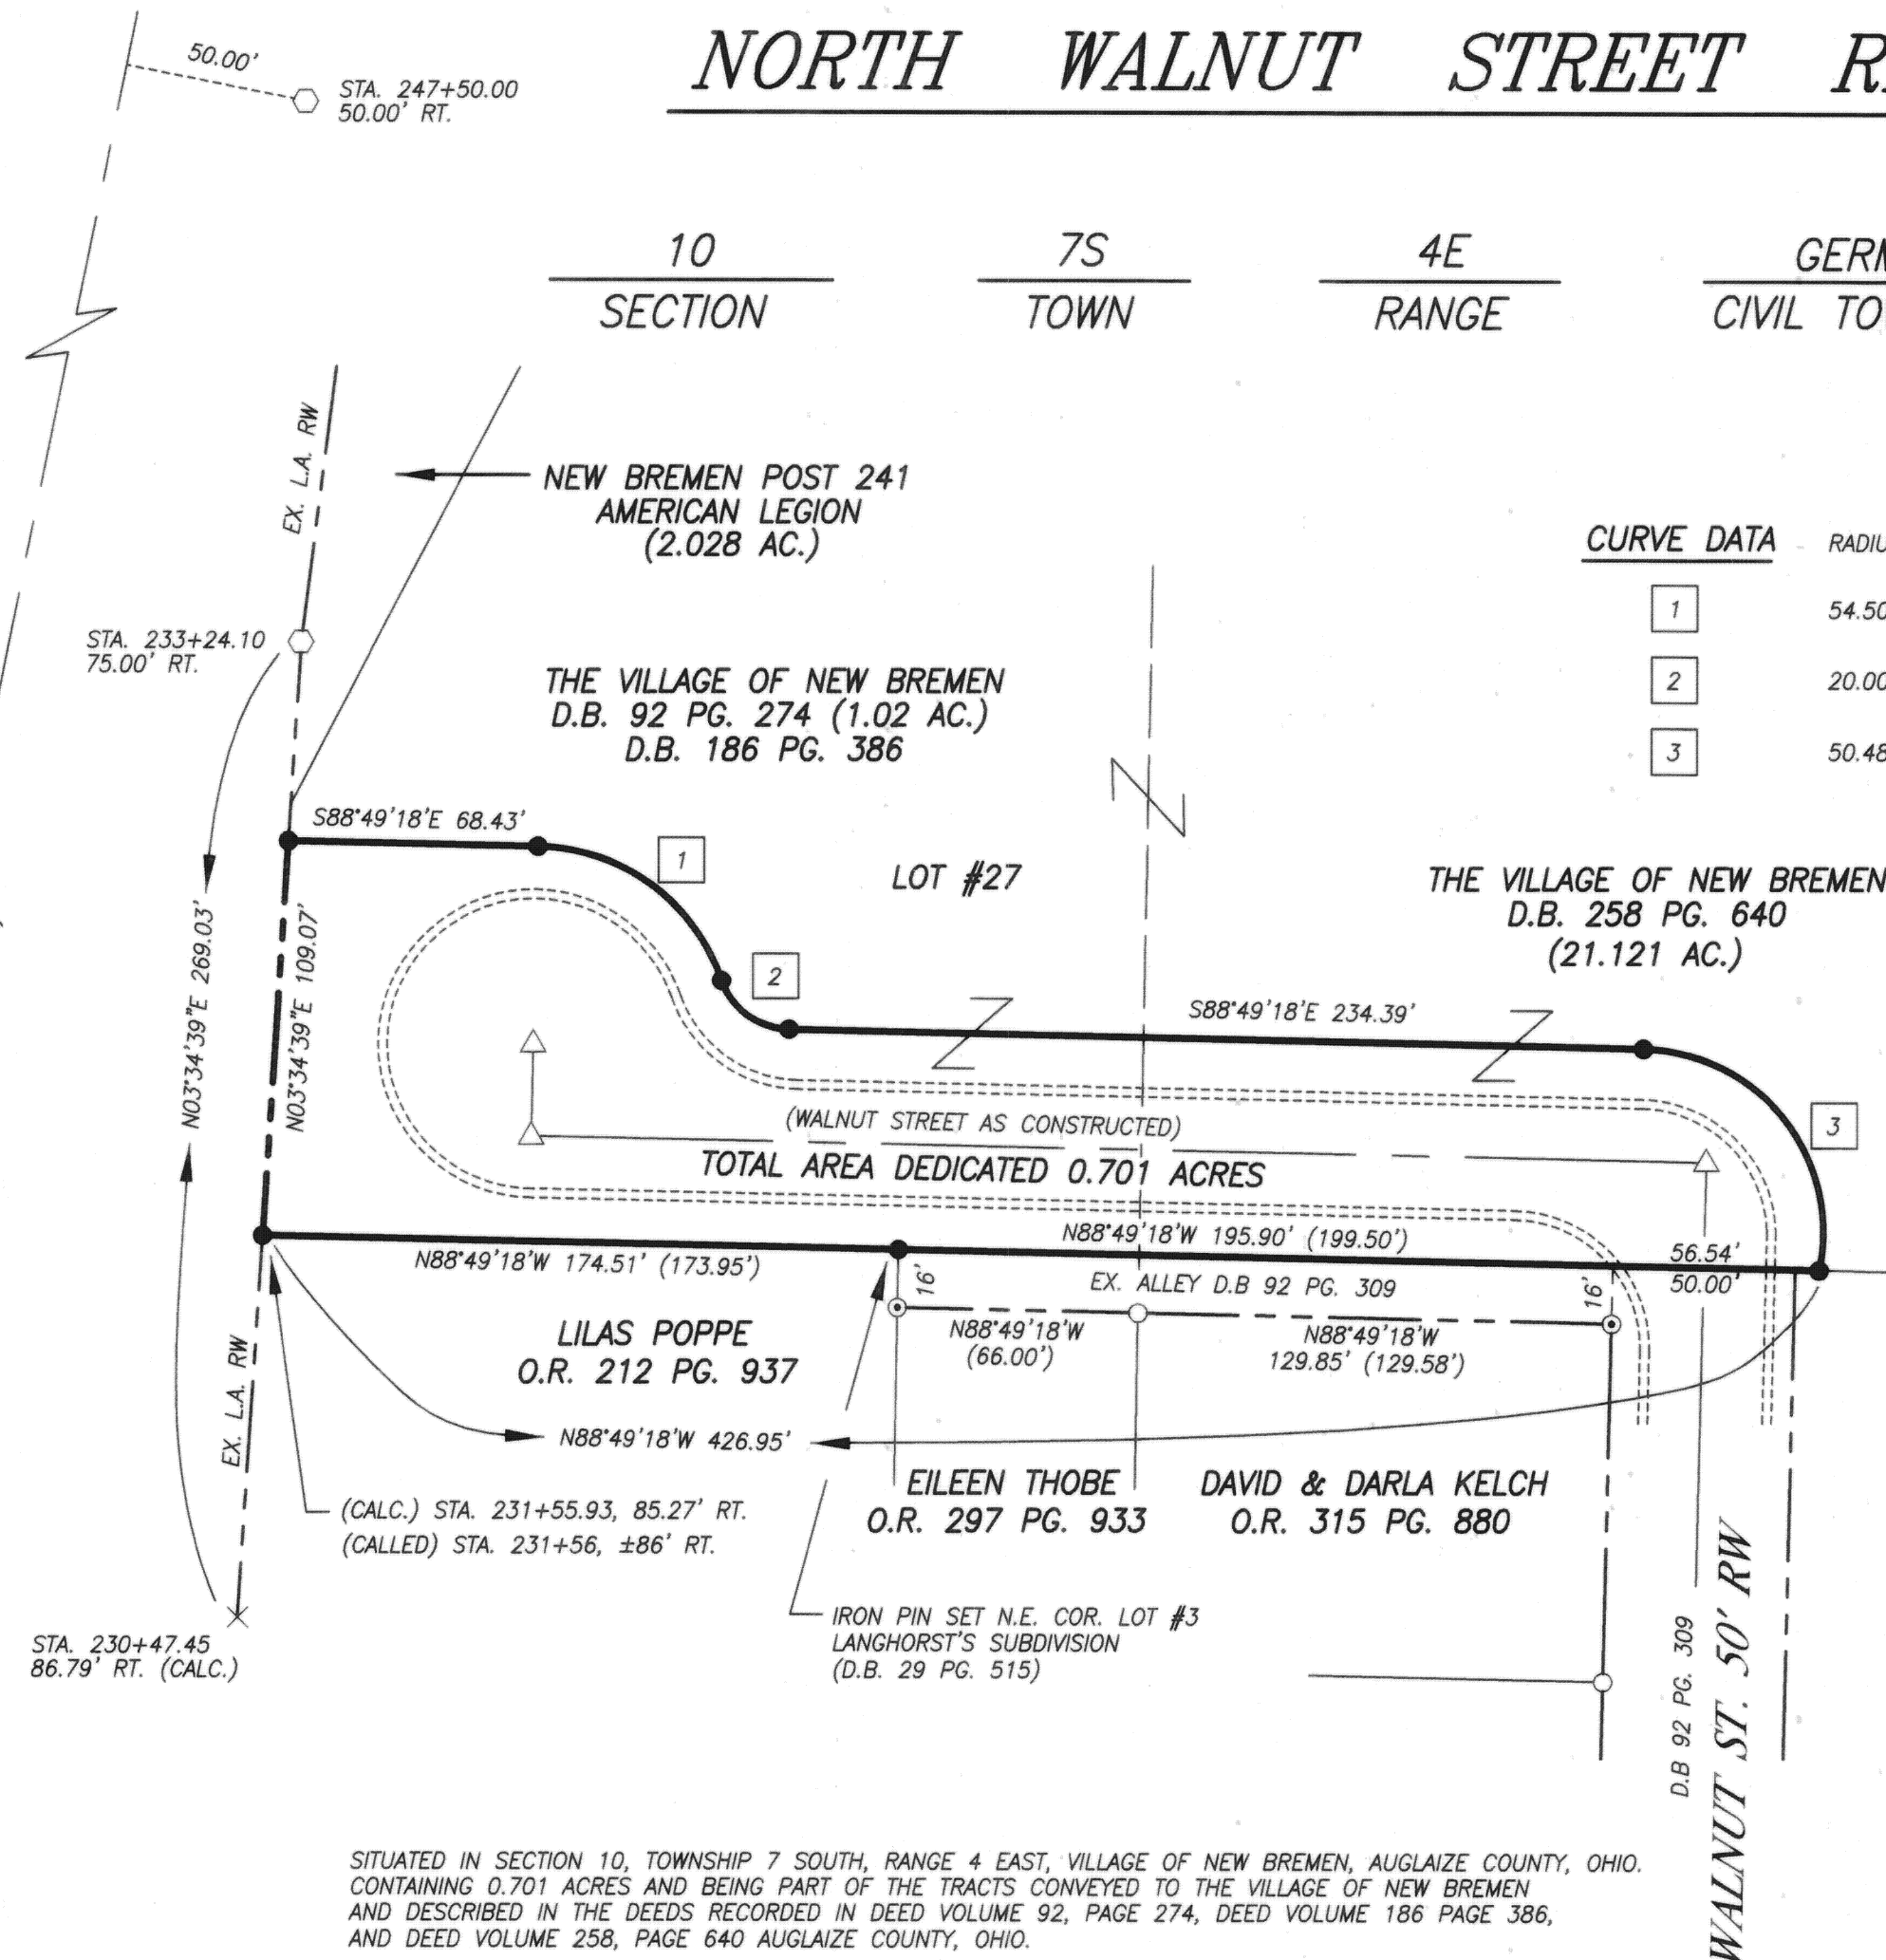 NORTH WALNUT STREET
50.00'
STA. 247+50.00
50.00' RT.
10
SECTION
7S
TOWN
4E
RANGE
GERM
CIVIL TO
EX. L.A. RW
NEW BREMEN POST 241
AMERICAN LEGION
(2.028 AC.)
CURVE DATA RADIU
1 54.50
2 20.00
3 50.48
STA. 233+24.10
75.00' RT.
THE VILLAGE OF NEW BREMEN
D.B. 92 PG. 274 (1.02 AC.)
D.B. 186 PG. 386
S88°49'18'E 68.43'
1
LOT #27
THE VILLAGE OF NEW BREMEN
D.B. 258 PG. 640
(21.121 AC.)
2
N03°34'39"E 269.03'
N03°34'39"E 109.07'
S88°49'18'E 234.39'
3
(WALNUT STREET AS CONSTRUCTED)
TOTAL AREA DEDICATED 0.701 ACRES
N88°49'18'W 195.90' (199.50')
N88°49'18'W 174.51' (173.95')
56.54'
50.00'
16'
EX. ALLEY D.B 92 PG. 309
16'
LILAS POPPE
O.R. 212 PG. 937
N88°49'18'W
(66.00')
N88°49'18'W
129.85' (129.58')
EX. L.A. RW
N88°49'18'W 426.95'
EILEEN THOBE
O.R. 297 PG. 933
DAVID & DARLA KELCH
O.R. 315 PG. 880
(CALC.) STA. 231+55.93, 85.27' RT.
(CALLED) STA. 231+56, ±86' RT.
IRON PIN SET N.E. COR. LOT #3
LANGHORST'S SUBDIVISION
(D.B. 29 PG. 515)
STA. 230+47.45
86.79' RT. (CALC.)
D.B 92 PG. 309
WALNUT ST. 50' RW
SITUATED IN SECTION 10, TOWNSHIP 7 SOUTH, RANGE 4 EAST, VILLAGE OF NEW BREMEN, AUGLAIZE COUNTY, OHIO.
CONTAINING 0.701 ACRES AND BEING PART OF THE TRACTS CONVEYED TO THE VILLAGE OF NEW BREMEN
AND DESCRIBED IN THE DEEDS RECORDED IN DEED VOLUME 92, PAGE 274, DEED VOLUME 186 PAGE 386,
AND DEED VOLUME 258, PAGE 640 AUGLAIZE COUNTY, OHIO.